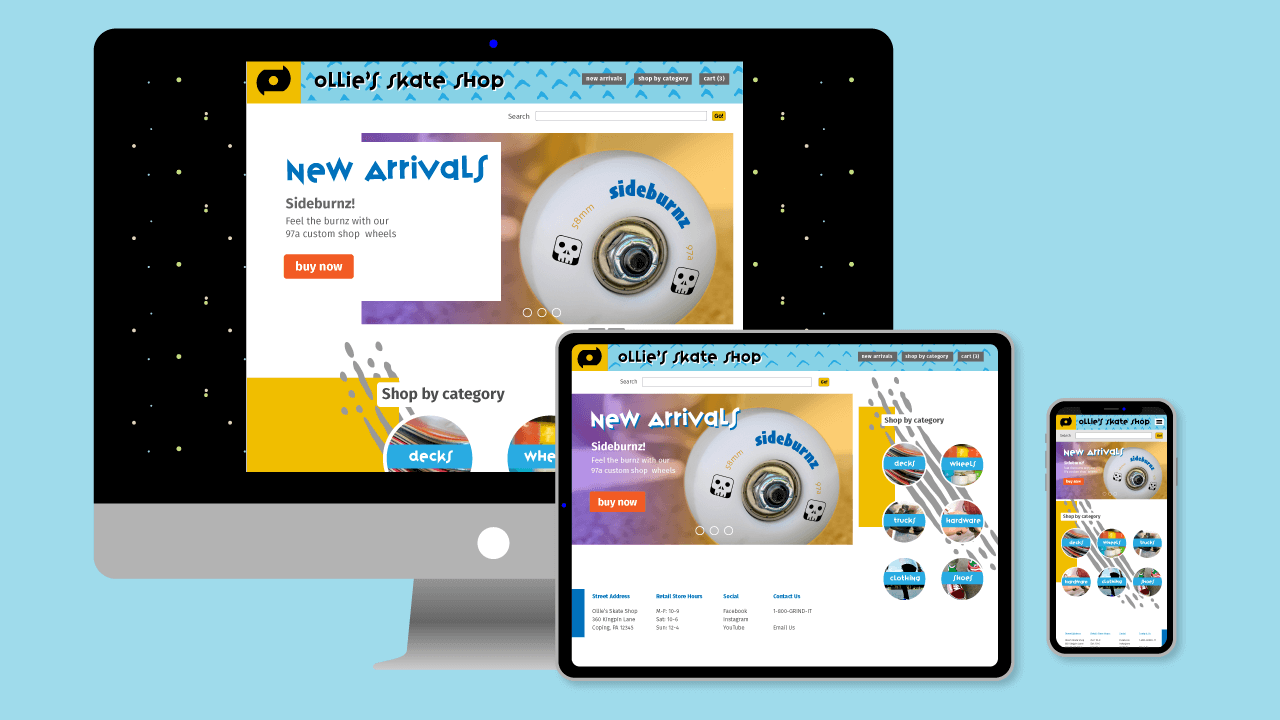 Ollie's Skate Shop
new arrivals
shop by category
cart (3)
Search
Go!
New Arrivals
Sideburnz!
Feel the burnz with our
97a custom shop wheels
buy now
sideburnz
58mm
97a
Shop by category
decks
whe
Ollie's Skate Shop
new arrivals
shop by category
cart (3)
Search
Go!
New Arrivals
Sideburnz!
Feel the burnz with our
97a custom shop wheels
buy now
sideburnz
58mm
97a
Shop by category
decks
wheels
trucks
hardware
clothing
shoes
Street Address
Ollie's Skate Shop
360 Kingpin Lane
Coping, PA 12345
Retail Store Hours
M-F: 10-9
Sat: 10-6
Sun: 12-4
Social
Facebook
Instagram
YouTube
Contact Us
1-800-GRIND-IT
Email Us
Ollie's Skate Shop
Search
New Arrivals
Sideburnz!
buy now
sideburnz
Shop by category
decks
wheels
trucks
hardware
clothing
shoes